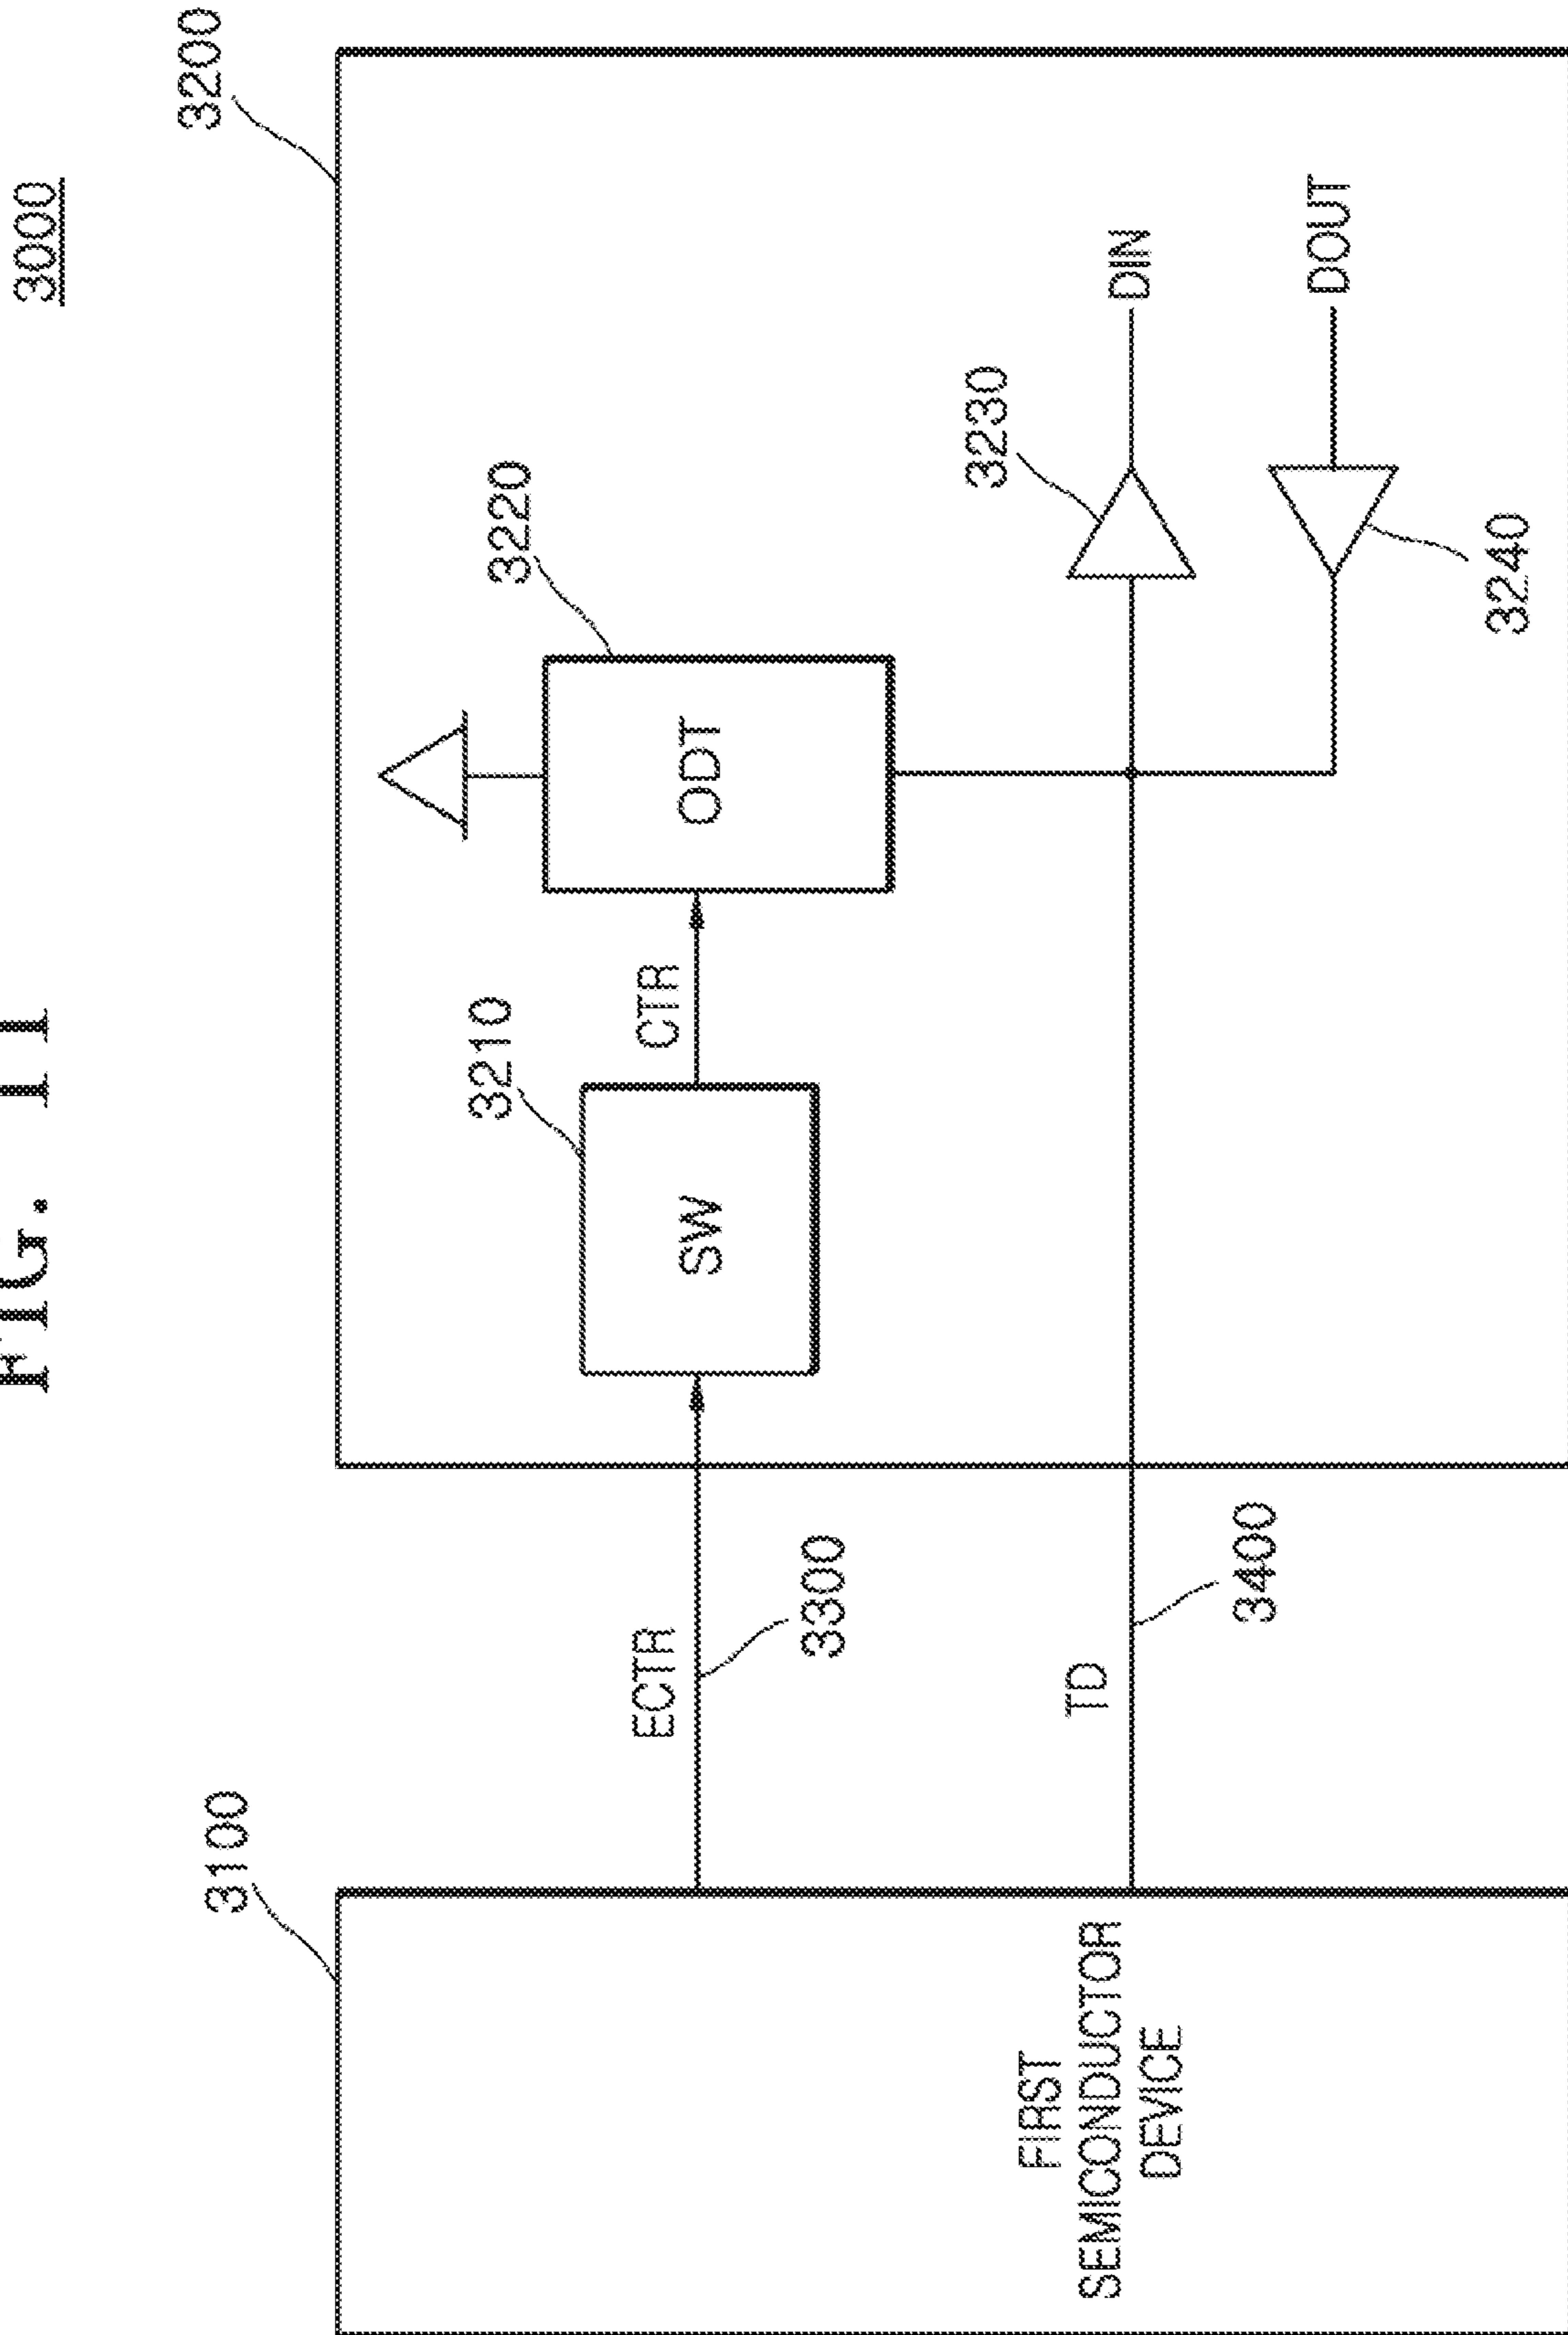 FIG. 11
3000
3100
3200
3210
3220
ECTR
SW
CTR
ODT
3300
3230
FIRST
SEMICONDUCTOR
DEVICE
TD
DIN
3400
DOUT
3240